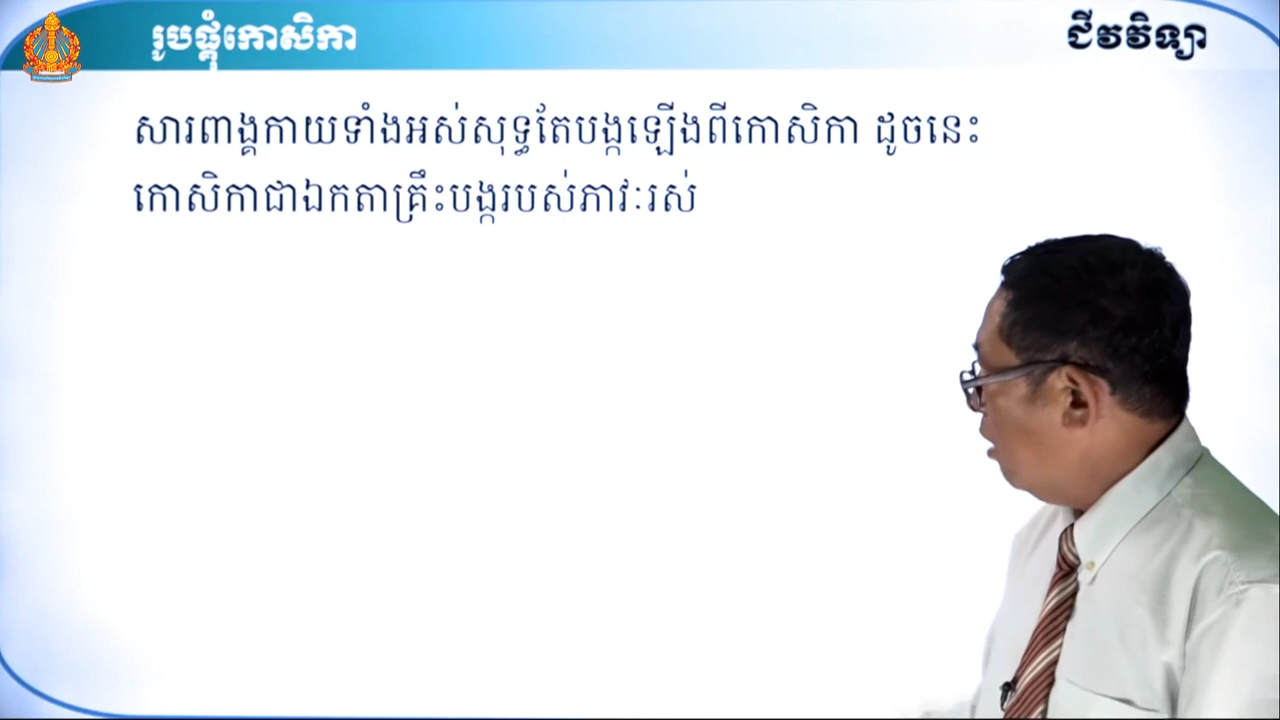 រូបផ្គុំកោសិកា
ជីវវិទ្យា
សារពាង្គកាយទាំងអស់សុទ្ធតែបង្កឡើងពីកោសិកា ដូចនេះ
កោសិកាជាឯកតាគ្រឹះបង្ករបស់ភាវៈរស់